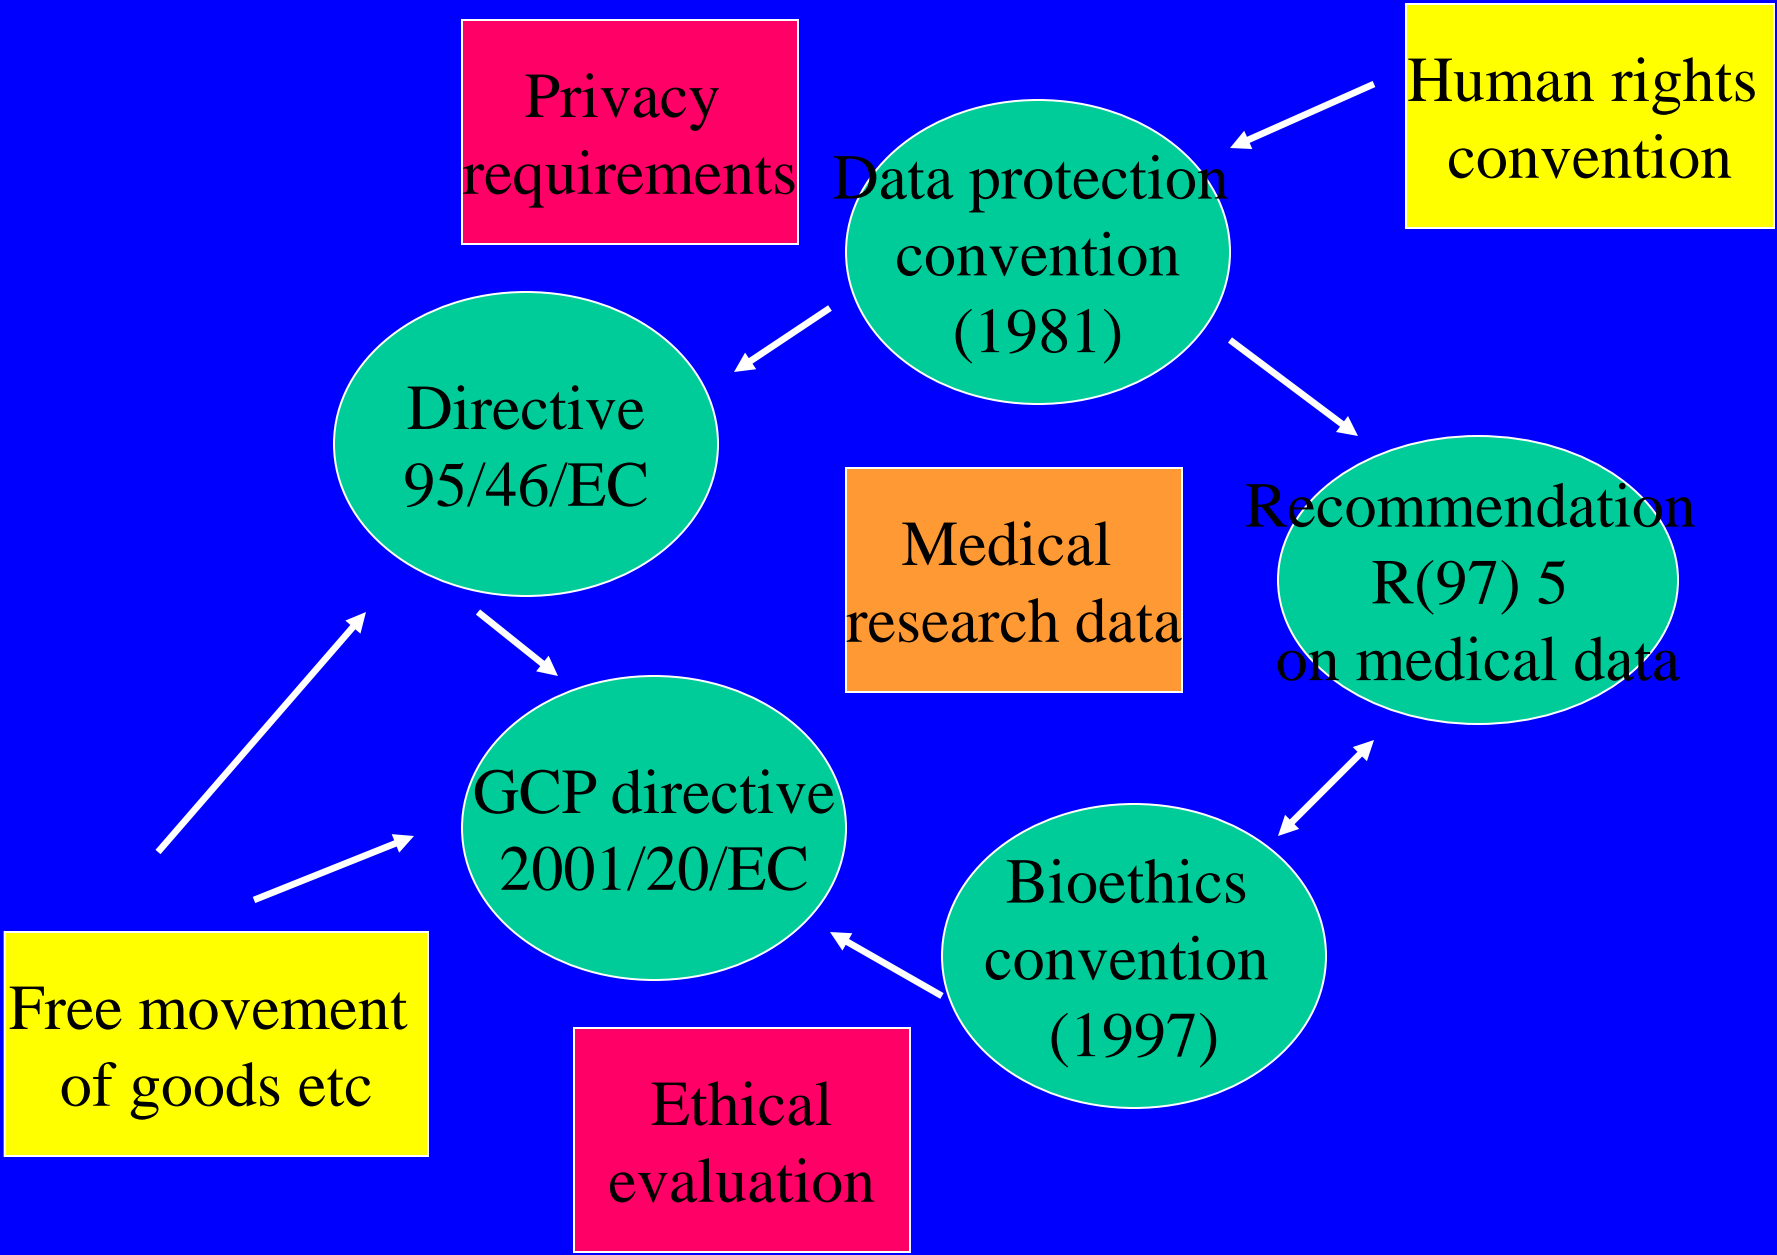 Privacy
requirements
Human rights
convention
Data protection
convention
(1981)
Directive
95/46/EC
Medical
research data
Recommendation
R(97) 5
on medical data
GCP directive
2001/20/EC
Bioethics
convention
(1997)
Free movement
of goods etc
Ethical
evaluation